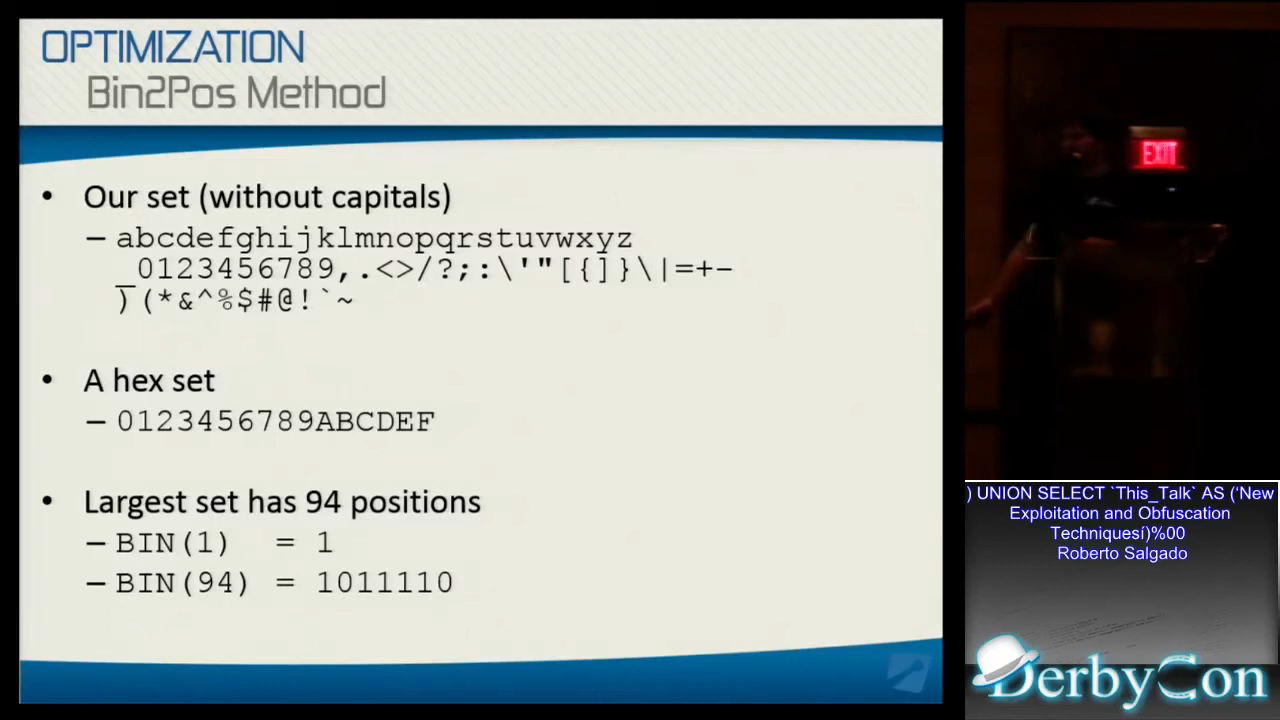 OPTIMIZATION
Bin2Pos Method
• Our set (without capitals)
– abcdefghijklmnopqrstuvwxyz
_0123456789,.<>/?;:\'"[{]}\|=+-
)(*&^%$#@!`~
• A hex set
– 0123456789ABCDEF
• Largest set has 94 positions
– BIN(1) = 1
– BIN(94) = 1011110
EXIT
) UNION SELECT `This_Talk` AS (‘New
Exploitation and Obfuscation
Techniquesí)%00
Roberto Salgado
DerbyCon